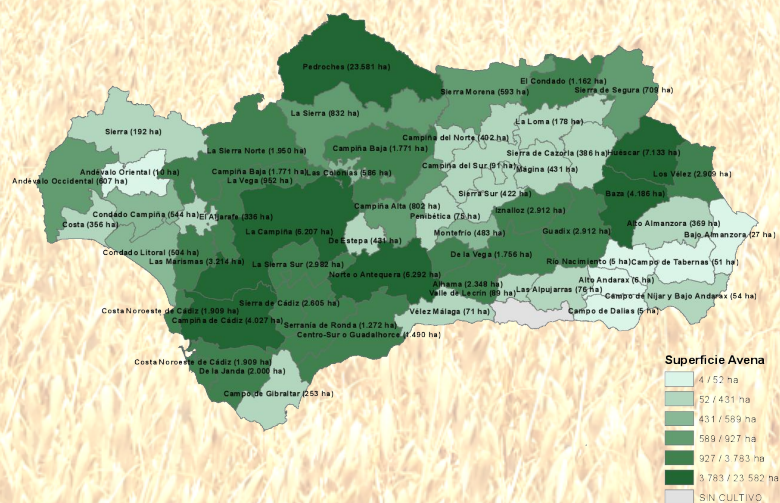 Pedroches (23.581 ha)
El Condado (1.162 ha)
Sierra Morena (593 ha)
Sierra de Segura (709 ha)
La Sierra (832 ha)
La Loma (178 ha)
Sierra (192 ha)
Campiña del Norte (402 ha)
La Sierra Norte (1.950 ha)
Campiña Baja (1.771 ha)
Sierra de Cazorla (386 ha)
Huéscar (7.133 ha)
Andévalo Oriental (10 ha)
Campiña Baja (1.771 ha)
Las Colonias (586 ha)
Campiña del Sur (91 ha)
Mágina (431 ha)
Los Vélez (2.909 ha)
Andévalo Occidental (607 ha)
La Vega (952 ha)
Sierra Sur (422 ha)
Baza (4.186 ha)
Condado Campiña (544 ha)
El Aljarafe (336 ha)
Campiña Alta (802 ha)
Penibética (75 ha)
Iznalloz (2.912 ha)
Costa (356 ha)
La Campiña (6.207 ha)
De Estepa (431 ha)
Montefrío (483 ha)
Guadix (2.912 ha)
Alto Almanzora (369 ha)
Bajo Almanzora (27 ha)
Condado Litoral (504 ha)
Las Marismas (3.214 ha)
La Sierra Sur (2.982 ha)
De la Vega (1.756 ha)
Río Nacimiento (5 ha)
Campo de Tabernas (51 ha)
Norte o Antequera (6.292 ha)
Alhama (2.348 ha)
Alto Andarax (6 ha)
Valle de Lecrín (89 ha)
Las Alpujarras (76 ha)
Campo de Níjar y Bajo Andarax (54 ha)
Sierra de Cádiz (2.605 ha)
Costa Noroeste de Cádiz (1.909 ha)
Vélez Málaga (71 ha)
Campo de Dalías (5 ha)
Campiña de Cádiz (4.027 ha)
Serranía de Ronda (1.272 ha)
Centro-Sur o Guadalhorce (1.490 ha)
Costa Noroeste de Cádiz (1.909 ha)
De la Janda (2.000 ha)
Campo de Gibraltar (253 ha)
Superficie Avena
4 / 52 ha
52 / 431 ha
431 / 589 ha
589 / 927 ha
927 / 3 783 ha
3 783 / 23 582 ha
SIN CULTIVO